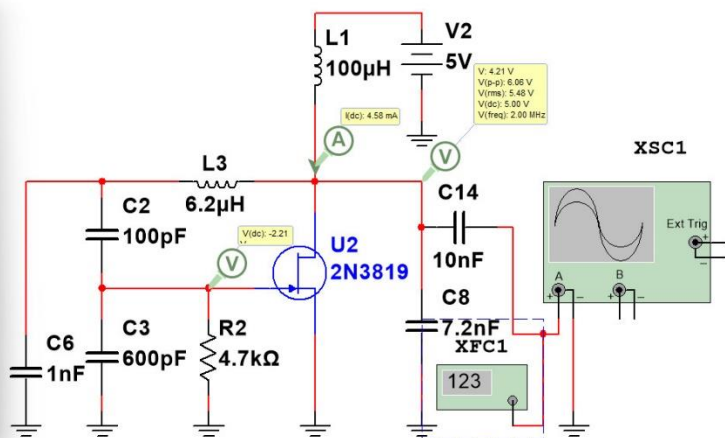 L1
100µH
V2
5V
V: 4.21 V
V(p-p): 6.06 V
V(rms): 5.48 V
V(dc): 5.00 V
V(freq): 2.00 MHz
I(dc): 4.58 mA
A
V
XSC1
L3
6.2µH
C14
10nF
Ext Trig
+
−
A
B
+
−
+
−
C2
100pF
V(dc): -2.21
V
U2
2N3819
C3
600pF
R2
4.7kΩ
C8
7.2nF
XFC1
123
C6
1nF